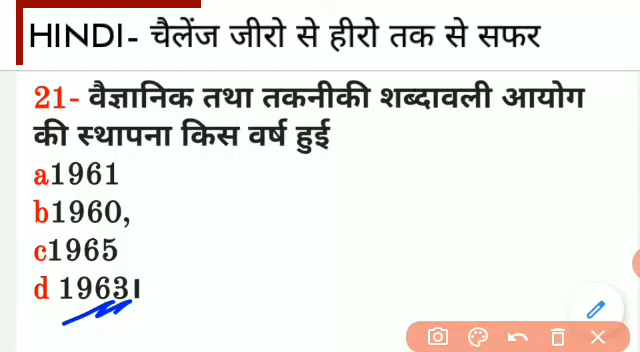 HINDI- चैलेंज जीरो से हीरो तक से सफर
21- वैज्ञानिक तथा तकनीकी शब्दावली आयोग
की स्थापना किस वर्ष हुई
a1961
b1960,
c1965
d 1963।